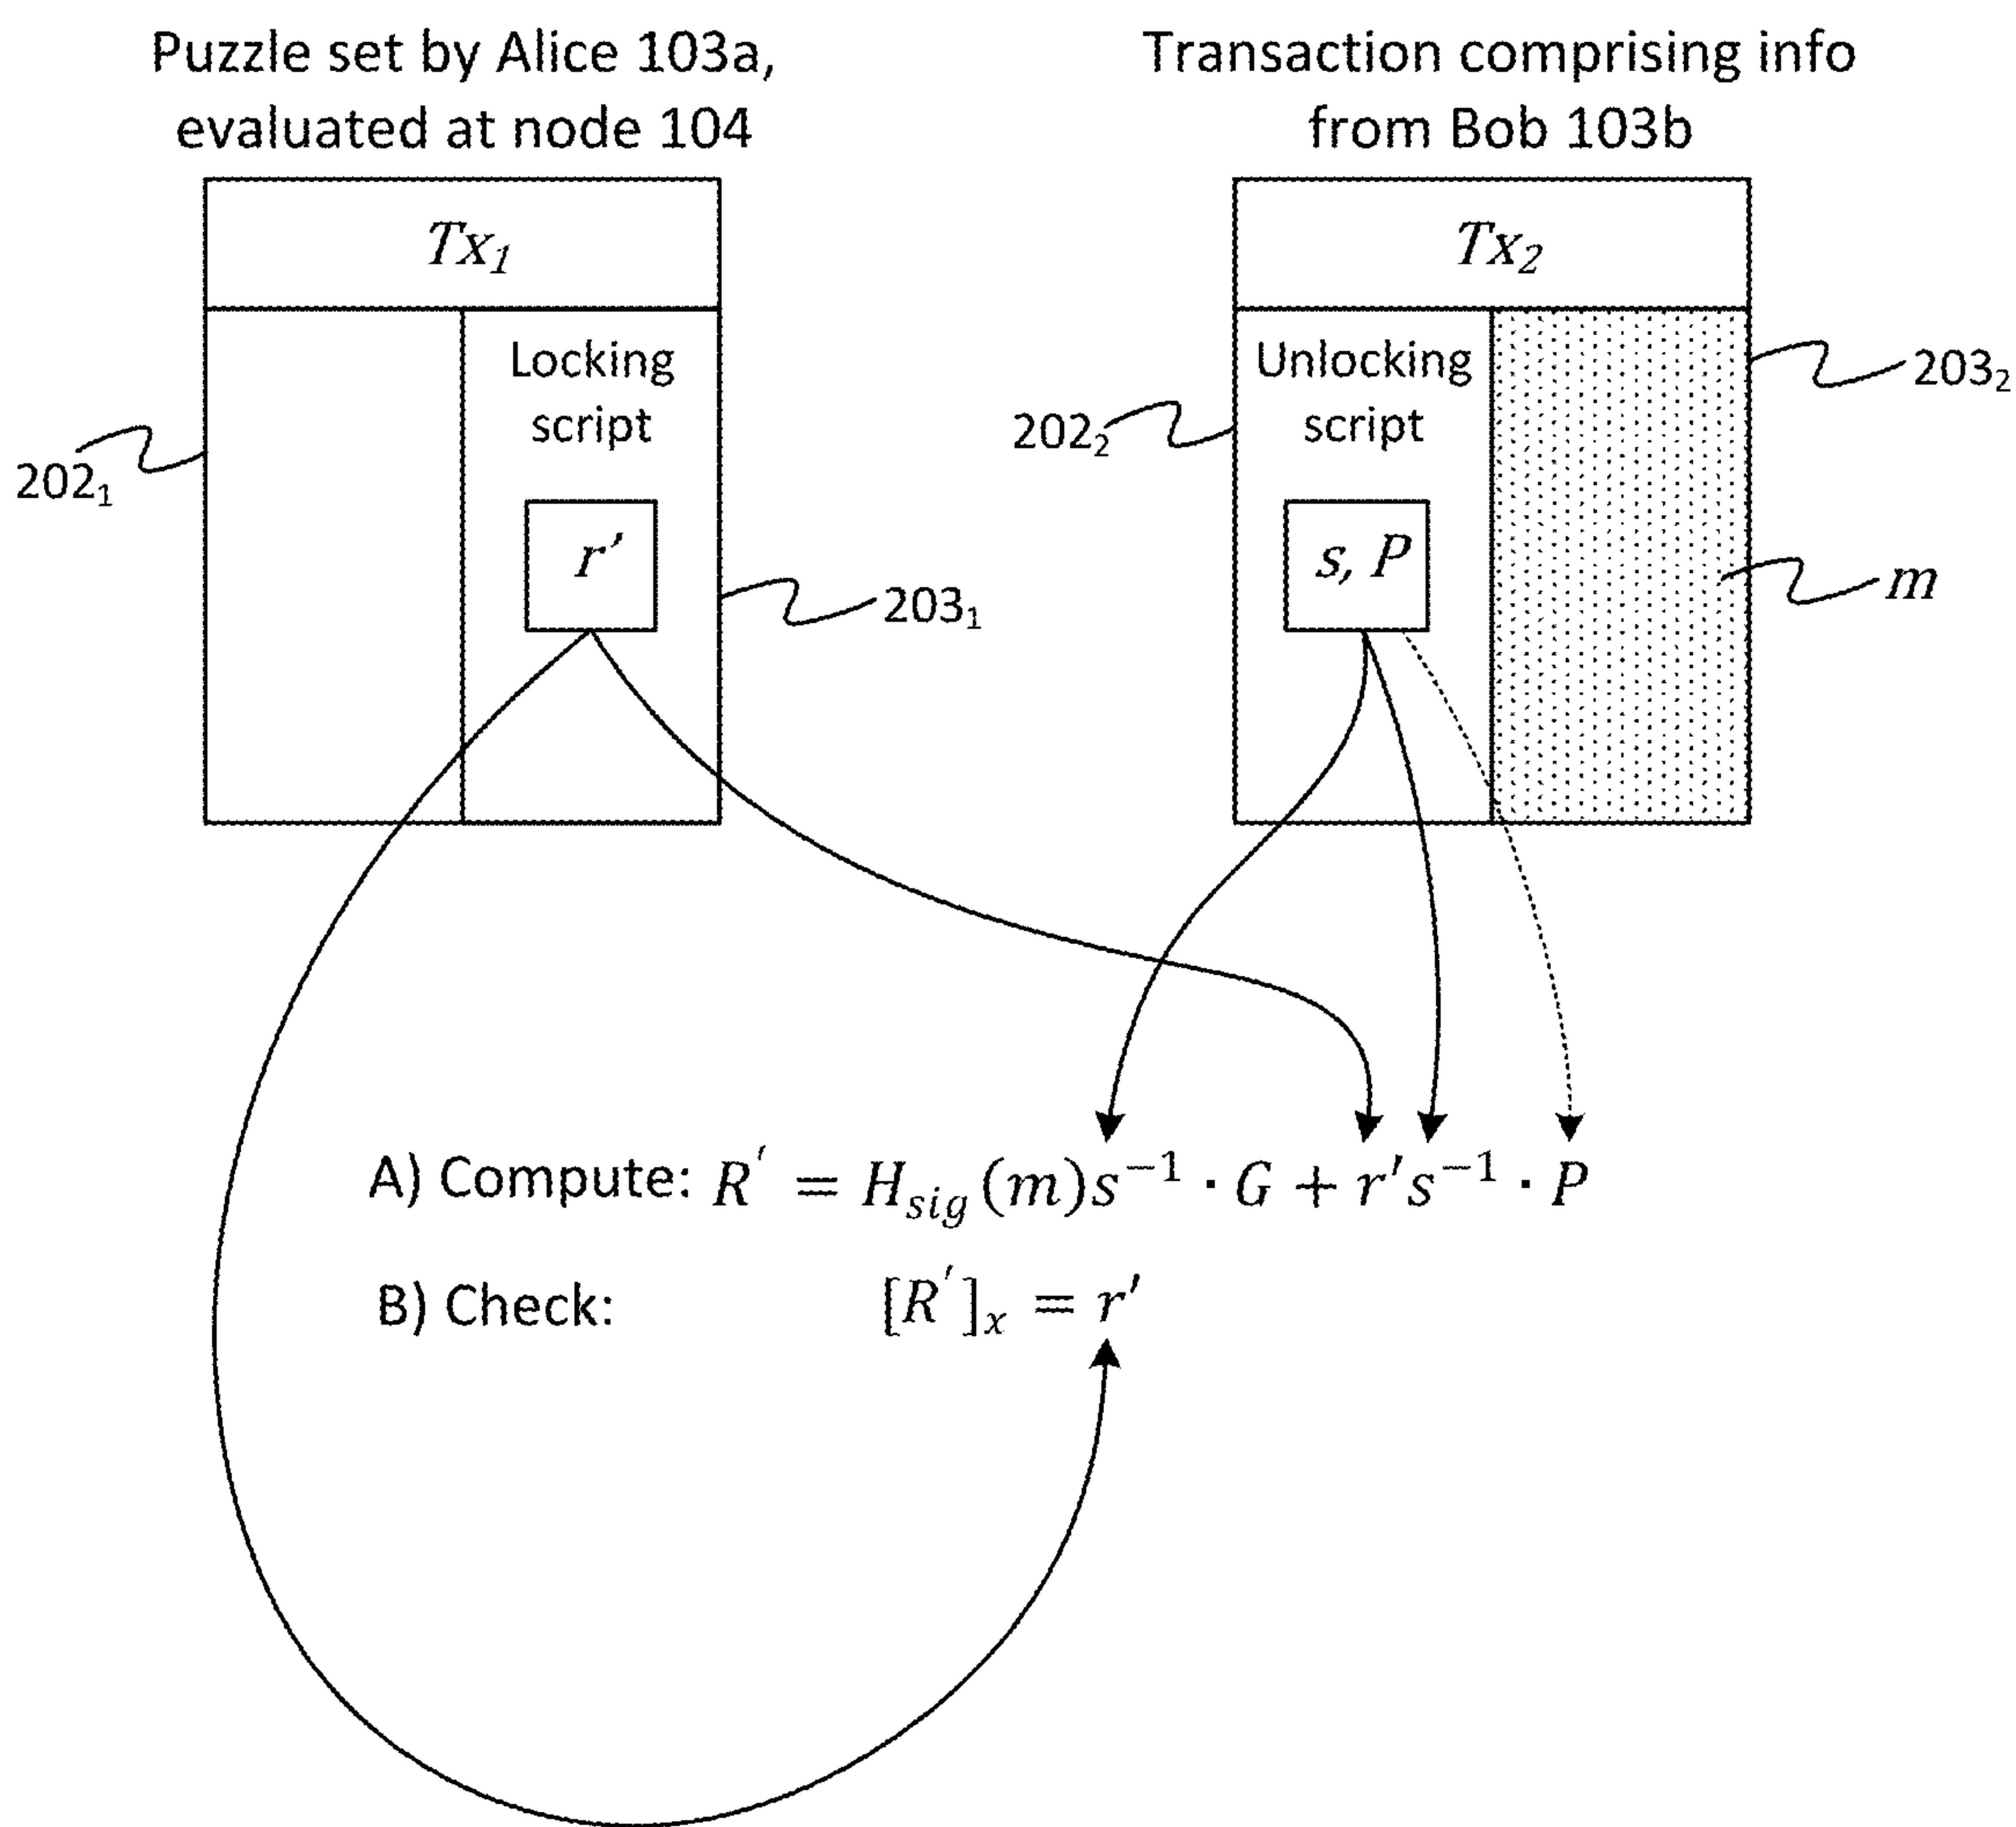 Puzzle set by Alice 103a,
evaluated at node 104
Transaction comprising info
from Bob 103b
Tx₁
Tx₂
Locking
script
Unlocking
script
202₁
203₁
202₂
203₂
r′
s, P
m
A) Compute: R′ = H_sig(m)s⁻¹ · G + r′s⁻¹ · P
B) Check: [R′]ₓ = r′